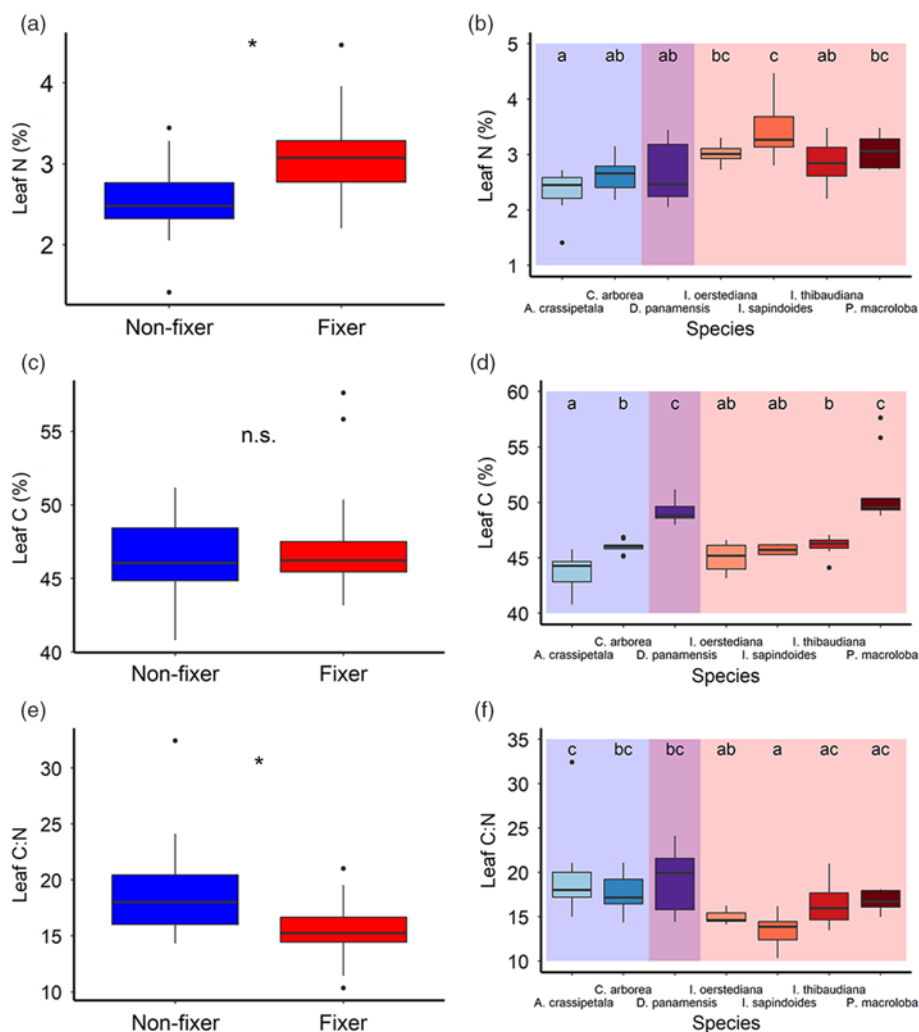 (a)
Leaf N (%)
4
3
2
*
Non-fixer Fixer
(b)
Leaf N (%)
5
4
3
2
1
a ab ab bc c ab bc
C. arborea I. oerstediana I. thibaudiana
A. crassipetala D. panamensis I. sapindoides P. macroloba
Species
(c)
Leaf C (%)
55
50
45
40
n.s.
Non-fixer Fixer
(d)
Leaf C (%)
60
55
50
45
40
a b c ab ab b c
C. arborea I. oerstediana I. thibaudiana
A. crassipetala D. panamensis I. sapindoides P. macroloba
Species
(e)
Leaf C:N
30
25
20
15
10
*
Non-fixer Fixer
(f)
Leaf C:N
35
30
25
20
15
10
c bc bc ab a ac ac
C. arborea I. oerstediana I. thibaudiana
A. crassipetala D. panamensis I. sapindoides P. macroloba
Species